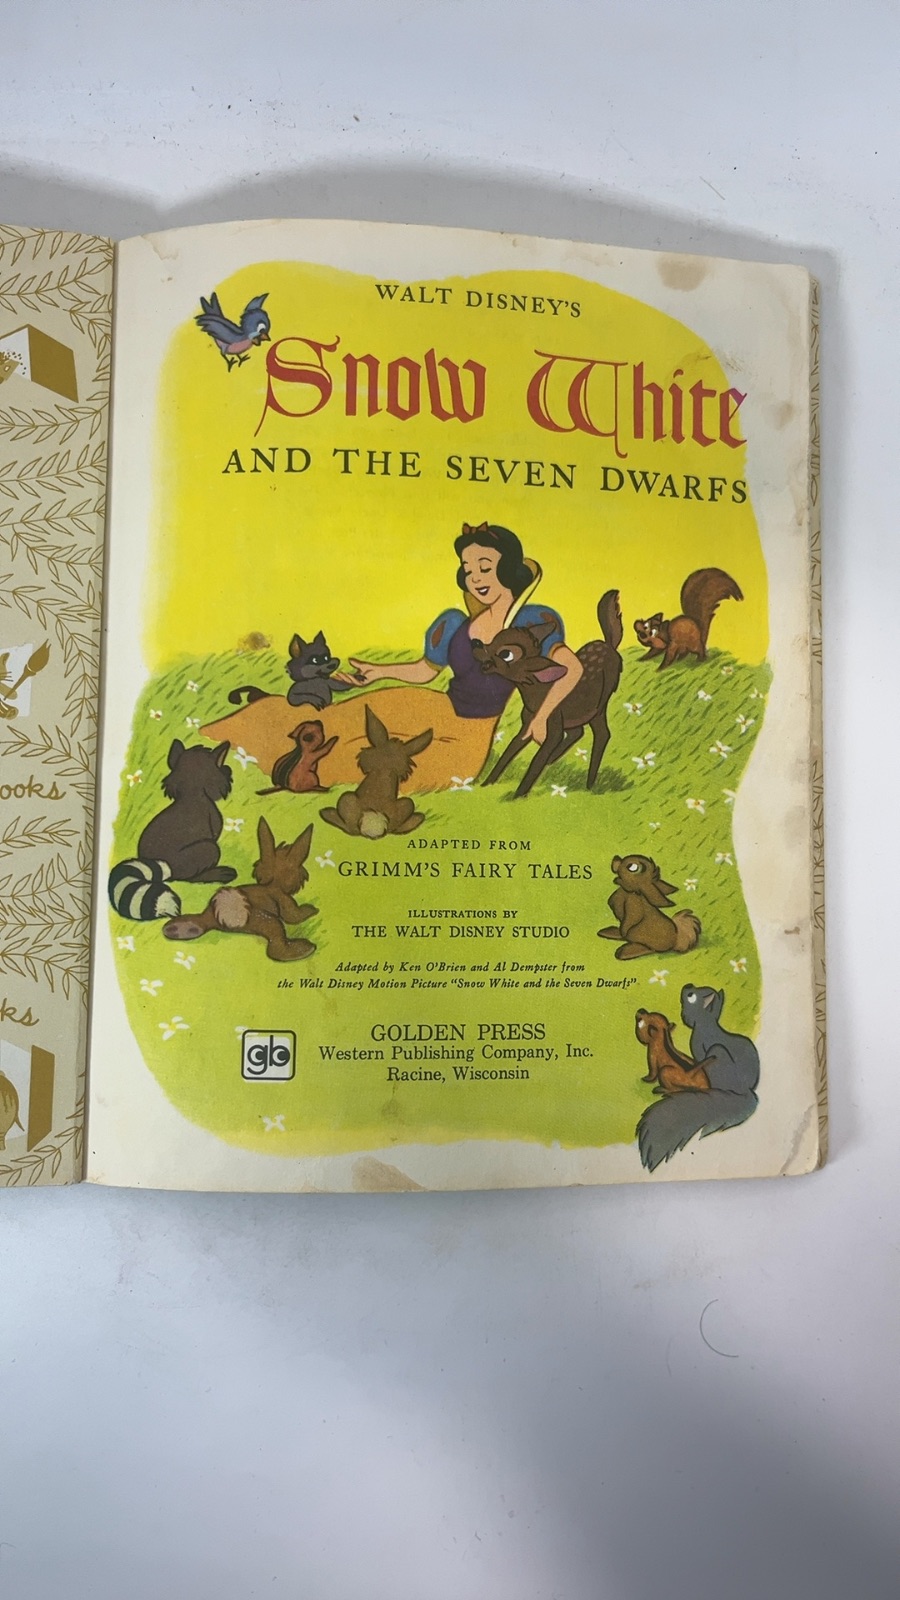 WALT DISNEY'S
Snow White
AND THE SEVEN DWARFS
ADAPTED FROM
GRIMM'S FAIRY TALES
ILLUSTRATIONS BY
THE WALT DISNEY STUDIO
Adapted by Ken O'Brien and Al Dempster from
the Walt Disney Motion Picture "Snow White and the Seven Dwarfs"
gb
GOLDEN PRESS
Western Publishing Company, Inc.
Racine, Wisconsin
ooks
ks